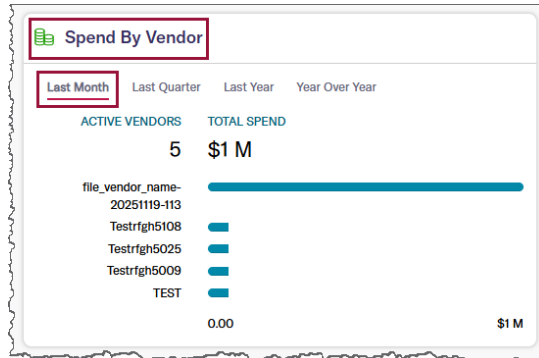 Spend By Vendor
Last Month Last Quarter Last Year Year Over Year
ACTIVE VENDORS TOTAL SPEND
5 $1 M
file_vendor_name-
20251119-113
Testrfgh5108
Testrfgh5025
Testrfgh5009
TEST
0.00 $1 M